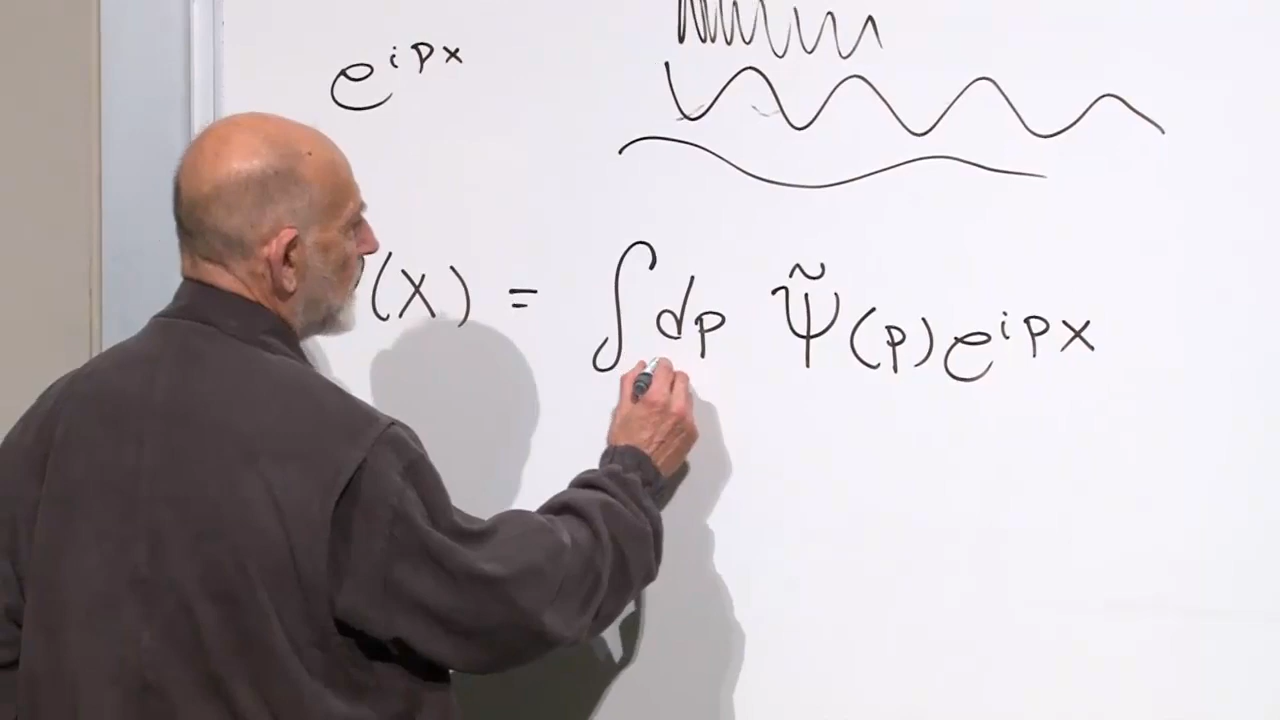 e^{ipx}
(x) = ∫ dp ψ̃(p) e^{ipx}